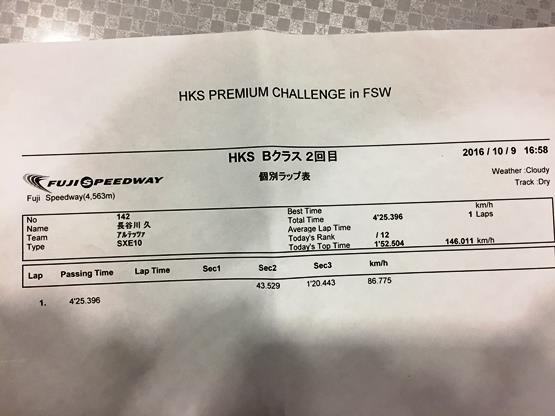 HKS PREMIUM CHALLENGE in FSW
HKS Bクラス 2回目
2016 / 10 / 9 16:58
FUJI SPEEDWAY
個別ラップ表
Weather :Cloudy
Fuji Speedway(4,563m)
Track :Dry
No 142
Name 長谷川 久
Team アルテッツァ
Type SXE10
Best Time km/h
Total Time 4'25.396 1 Laps
Average Lap Time
Today's Rank / 12
Today's Top Time 1'52.504 146.011 km/h
Lap Passing Time Lap Time Sec1 Sec2 Sec3 km/h
1. 4'25.396 43.529 1'20.443 86.775